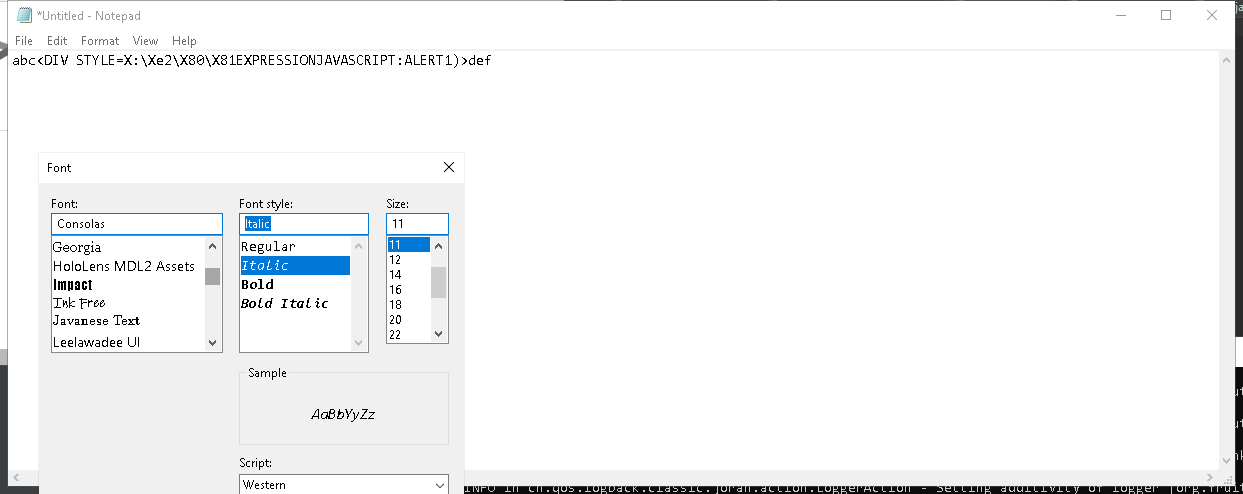 *Untitled - Notepad
File Edit Format View Help
abc<DIV STYLE=X:\Xe2\X80\X81EXPRESSIONJAVASCRIPT:ALERT1)>def
Font
Font: Font style: Size:
Consolas Italic 11
Georgia Regular 11
HoloLens MDL2 Assets Italic 12
Impact Bold 14
Ink Free Bold Italic 16
Javanese Text 18
Leelawadee UI 20
22
Sample
AaBbYyZz
Script:
Western
INFO in ch.qos.logback.classic.joran.action.LoggerAction - Setting additivity of logger